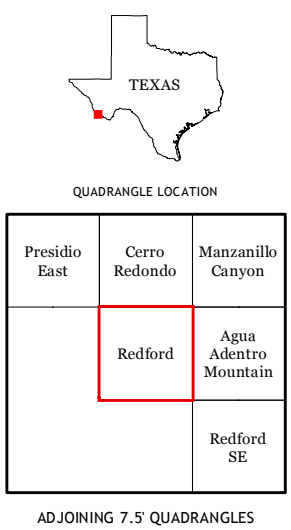 TEXAS
QUADRANGLE LOCATION
Presidio
East
Cerro
Redondo
Manzanillo
Canyon
Redford
Agua
Adentro
Mountain
Redford
SE
ADJOINING 7.5' QUADRANGLES